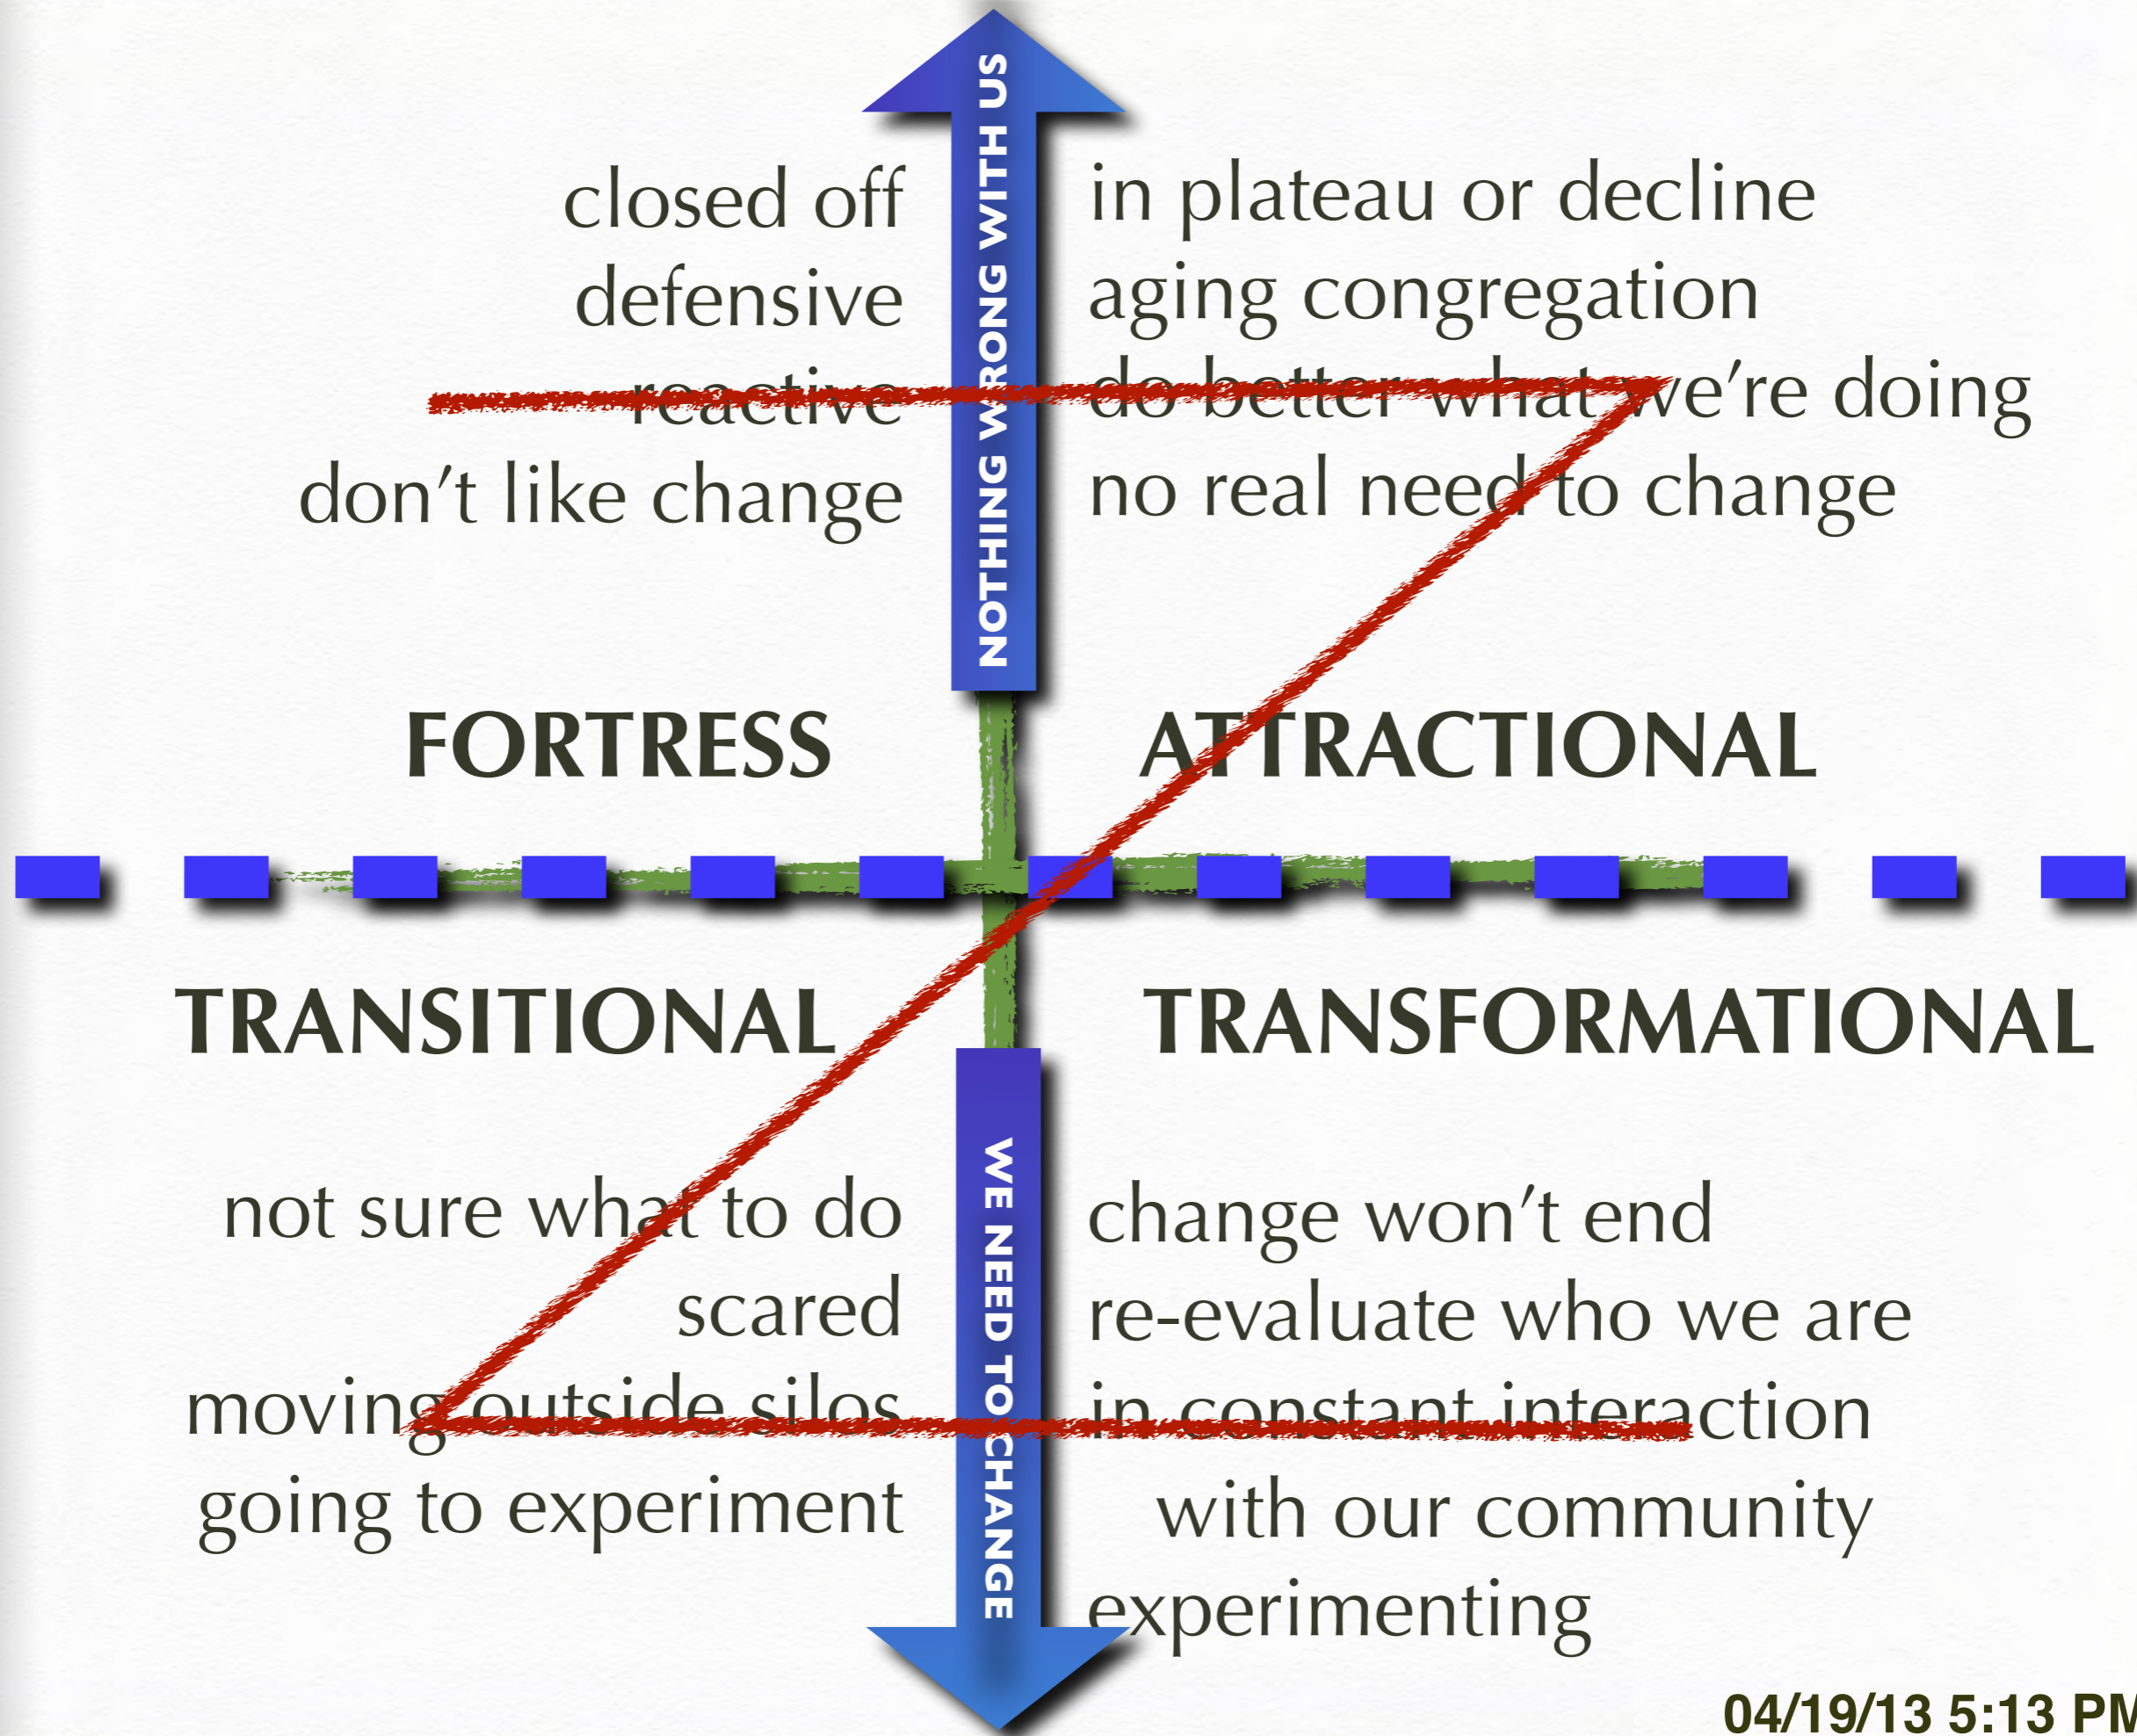 NOTHING WRONG WITH US
closed off
defensive
reactive
don't like change
FORTRESS
in plateau or decline
aging congregation
do better what we're doing
no real need to change
ATTRACTIONAL
TRANSITIONAL
not sure what to do
scared
moving outside silos
going to experiment
WE NEED TO CHANGE
TRANSFORMATIONAL
change won't end
re-evaluate who we are
in constant interaction
with our community
experimenting
04/19/13 5:13 PM